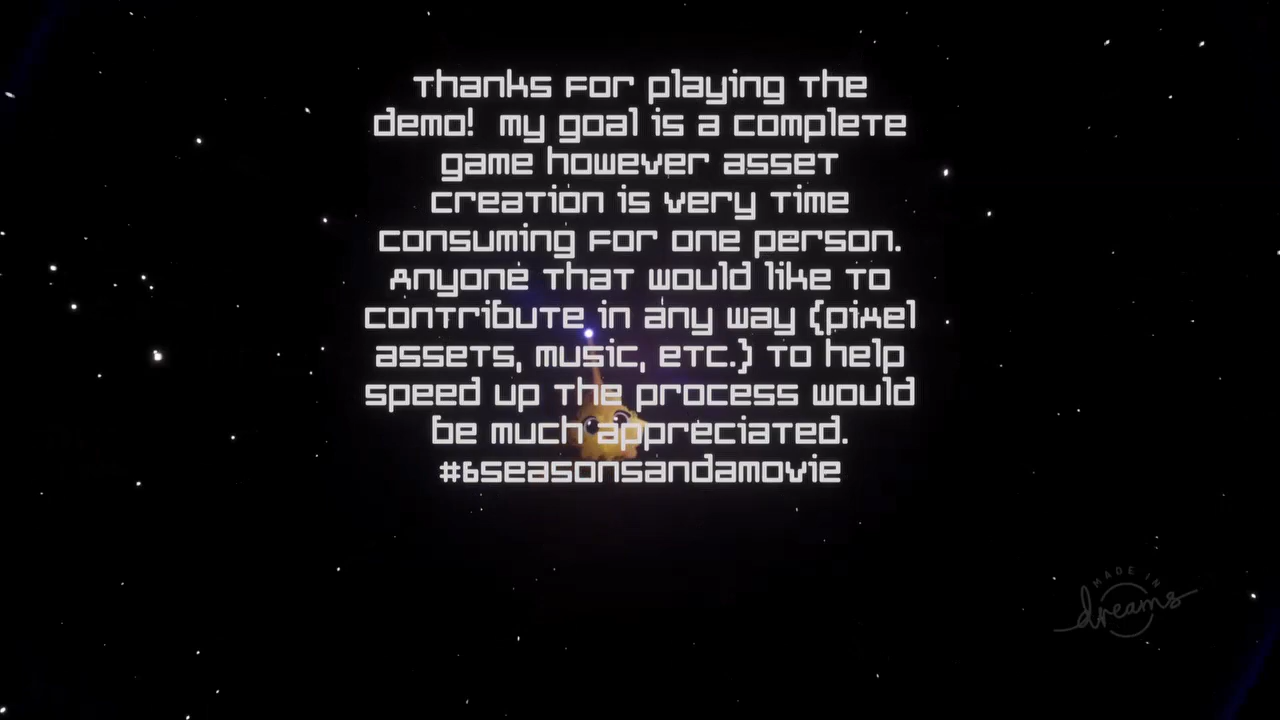 Thanks for playing the
demo!  My goal is a complete
game however asset
creation is very time
consuming for one person.
Anyone that would like to
contribute in any way (pixel
assets, music, etc.) to help
speed up the process would
be much appreciated.
#6seasonsandamovie
MADE IN
dreams